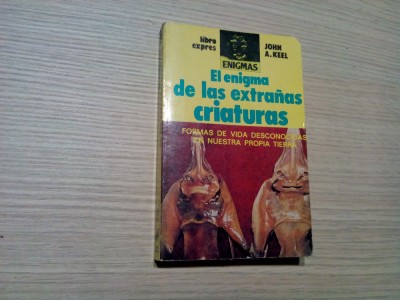 libro
expres
JOHN
A. KEEL
ENIGMAS
El enigma
de las extrañas
criaturas
FORMAS DE VIDA DESCONOCIDAS
EN NUESTRA PROPIA TIERRA